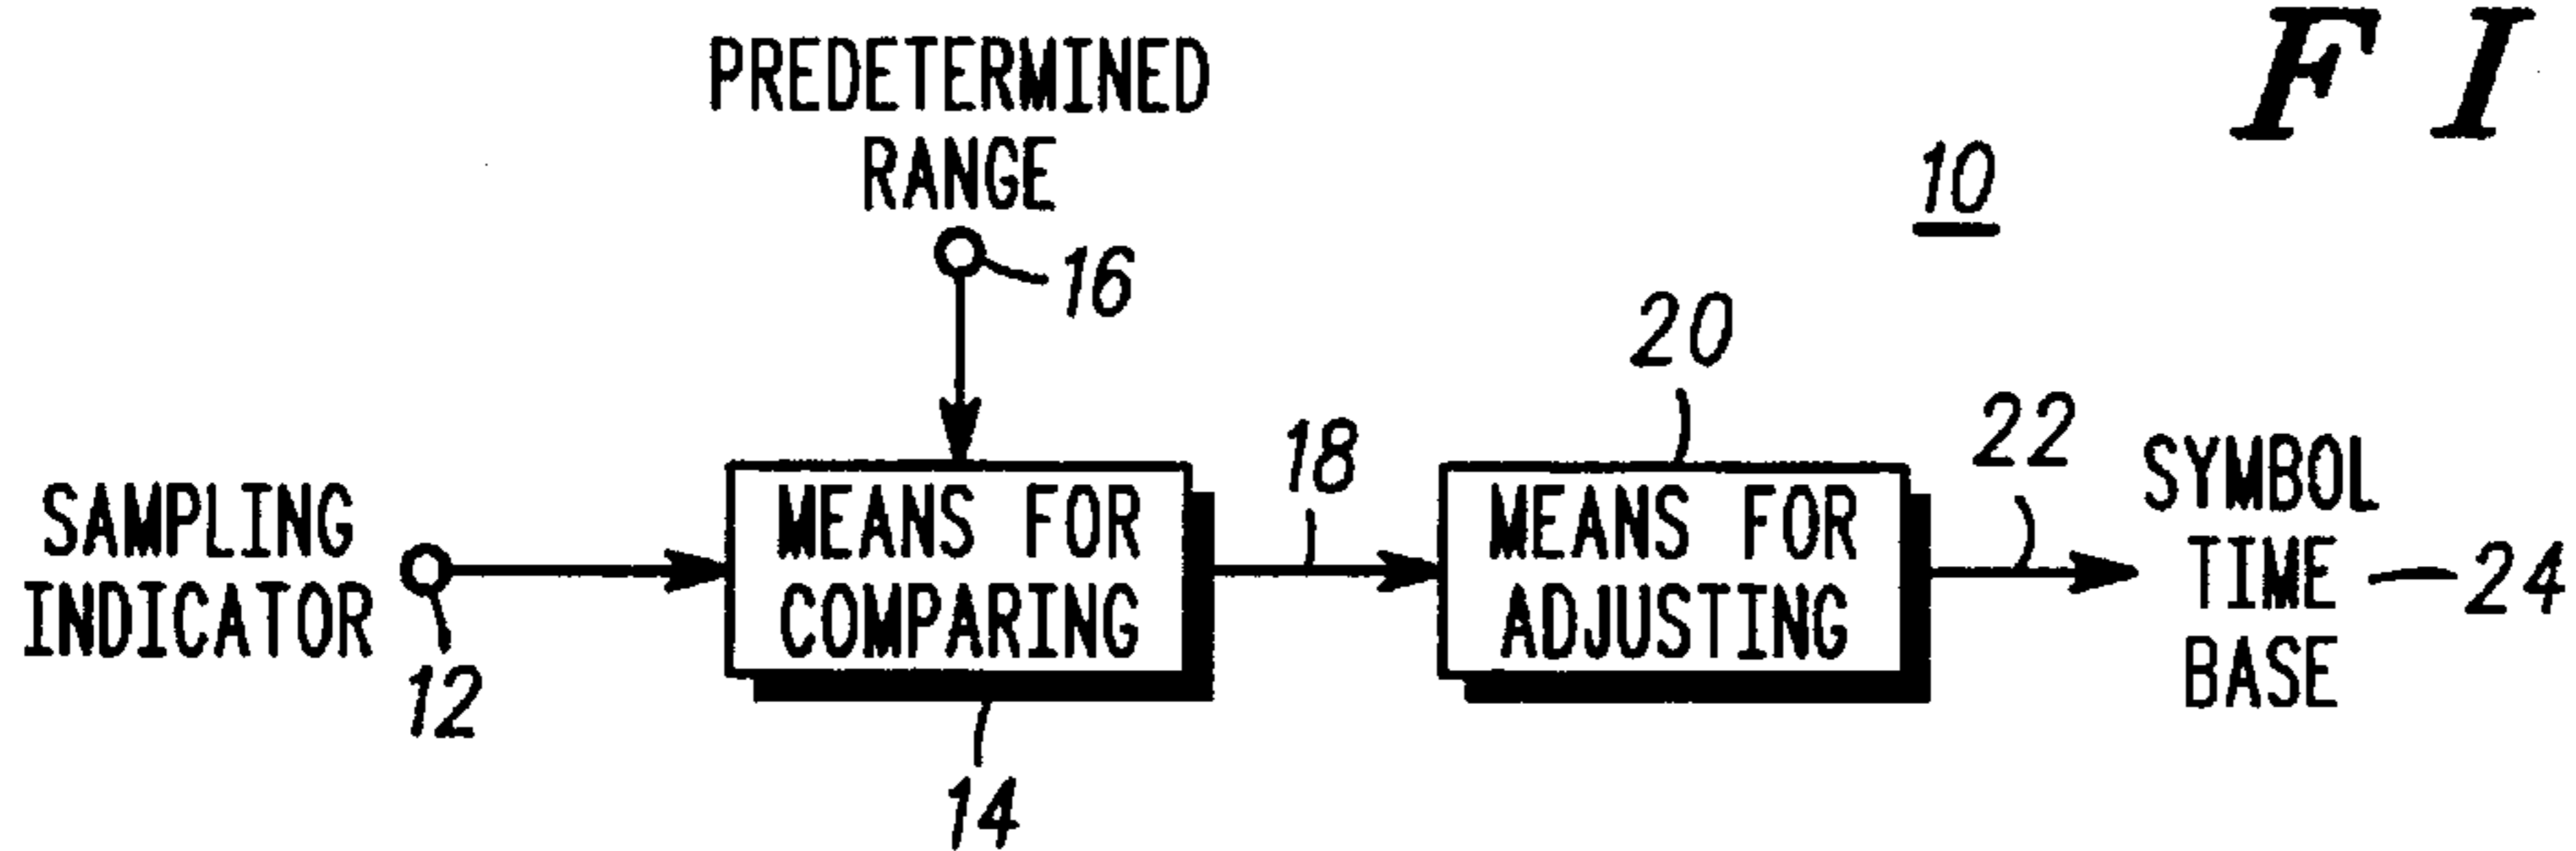 F I
PREDETERMINED
RANGE
10
16
20
18
22
SYMBOL
TIME
BASE
24
SAMPLING
INDICATOR
12
MEANS FOR
COMPARING
14
MEANS FOR
ADJUSTING